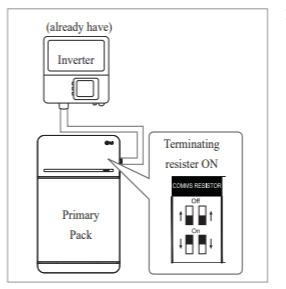 (already have)
Inverter
Terminating
resister ON
COMMS RESISTOR
Off
On
Primary
Pack